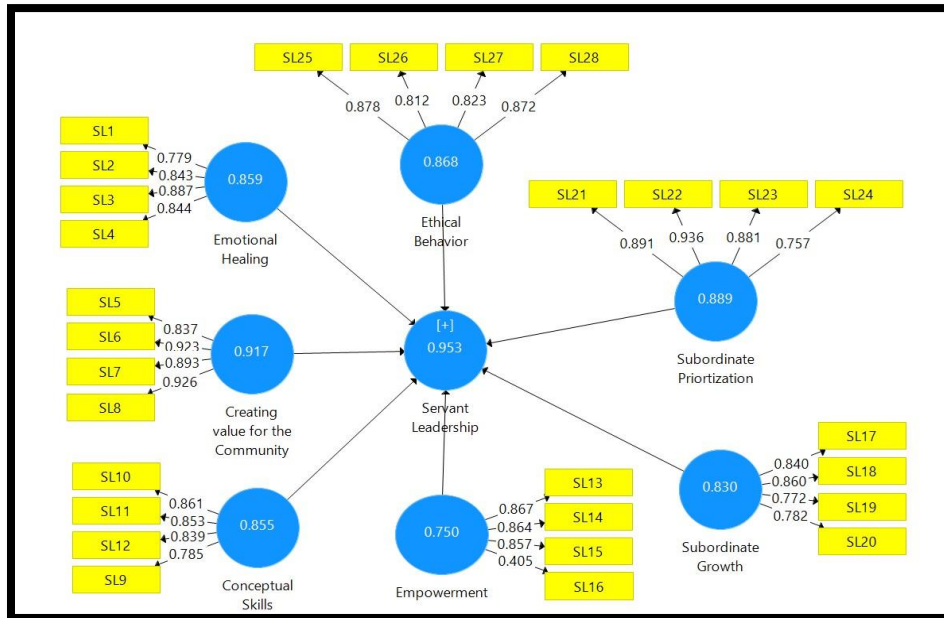 SL25
SL26
SL27
SL28
0.878
0.812
0.823
0.872
0.868
Ethical
Behavior
SL1
SL2
SL3
SL4
0.779
0.843
0.887
0.844
0.859
Emotional
Healing
SL21
SL22
SL23
SL24
0.891
0.936
0.881
0.757
0.889
Subordinate
Priortization
SL5
SL6
SL7
SL8
0.837
0.923
0.893
0.926
0.917
Creating
value for the
Community
[+]
0.953
Servant
Leadership
SL10
SL11
SL12
SL9
0.861
0.853
0.839
0.785
0.855
Conceptual
Skills
0.750
Empowerment
0.867
0.864
0.857
0.405
SL13
SL14
SL15
SL16
0.830
Subordinate
Growth
0.840
0.860
0.772
0.782
SL17
SL18
SL19
SL20